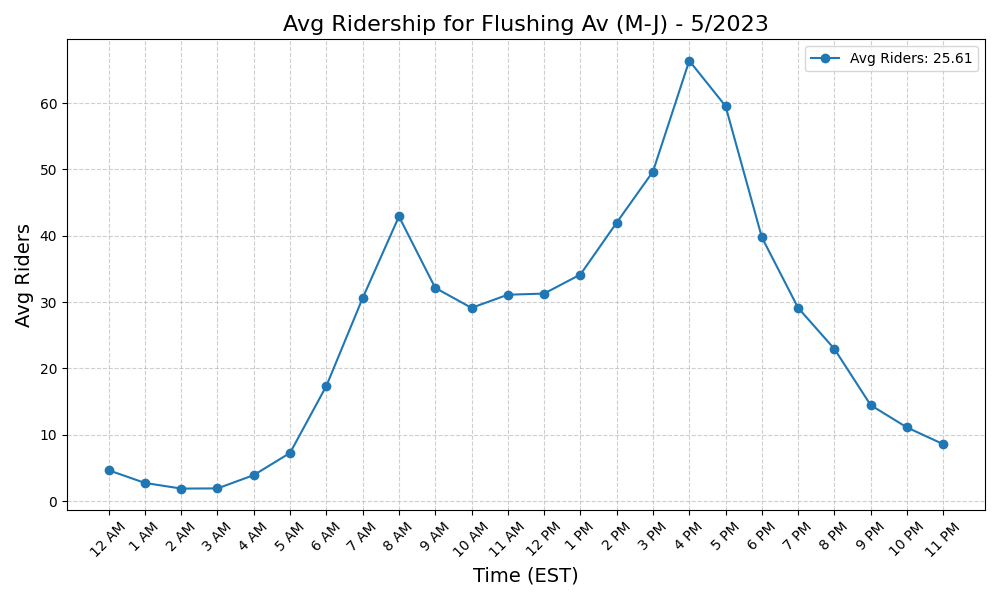 Avg Ridership for Flushing Av (M-J) - 5/2023
Avg Riders: 25.61
Avg Riders
60
50
40
30
20
10
0
12 AM
1 AM
2 AM
3 AM
4 AM
5 AM
6 AM
7 AM
8 AM
9 AM
10 AM
11 AM
12 PM
1 PM
2 PM
3 PM
4 PM
5 PM
6 PM
7 PM
8 PM
9 PM
10 PM
11 PM
Time (EST)